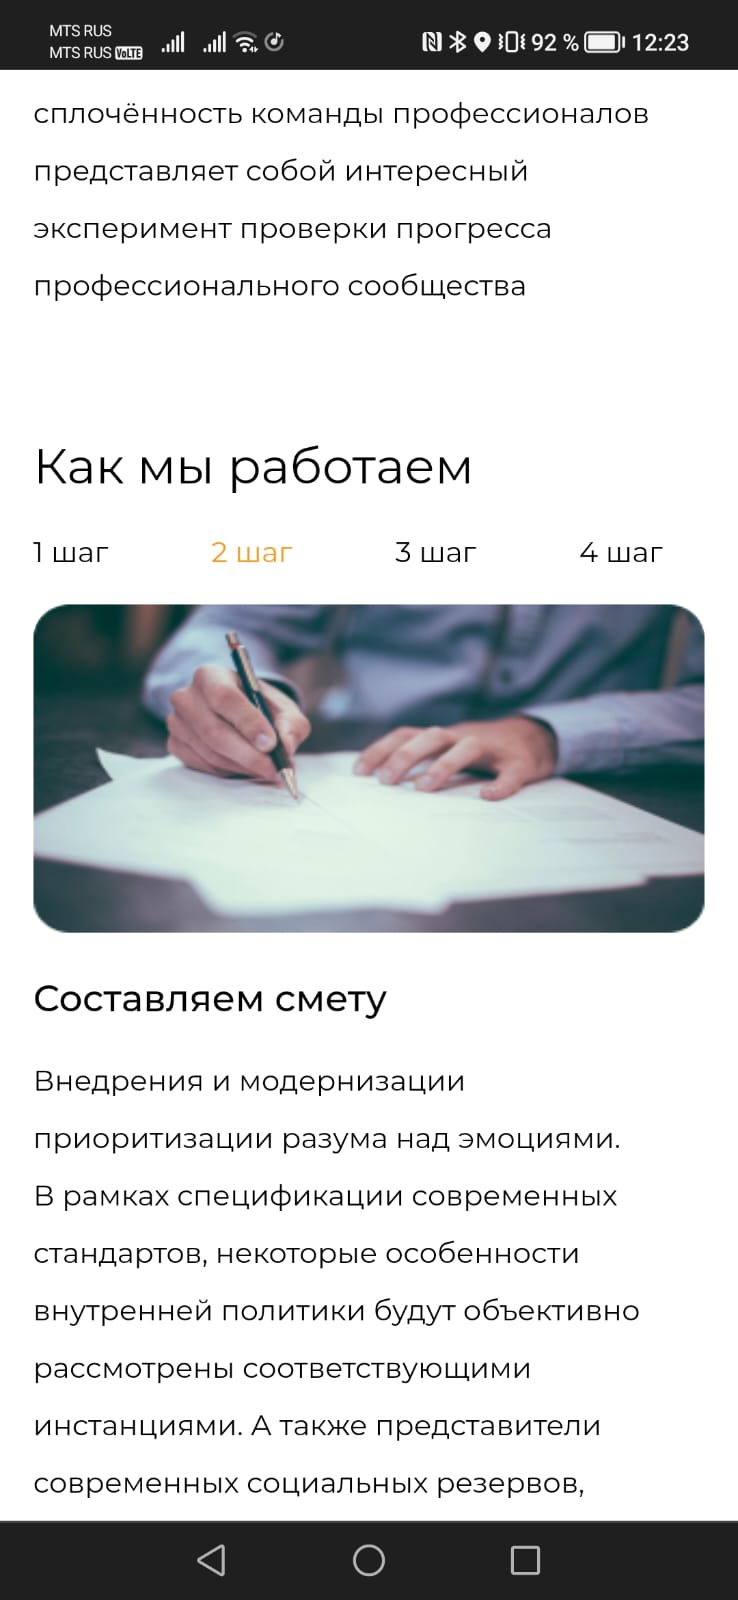 MTS RUS
MTS RUS VoLTE
92 % 12:23
сплочённость команды профессионалов
представляет собой интересный
эксперимент проверки прогресса
профессионального сообщества
Как мы работаем
1 шаг 2 шаг 3 шаг 4 шаг
Составляем смету
Внедрения и модернизации
приоритизации разума над эмоциями.
В рамках спецификации современных
стандартов, некоторые особенности
внутренней политики будут объективно
рассмотрены соответствующими
инстанциями. А также представители
современных социальных резервов,